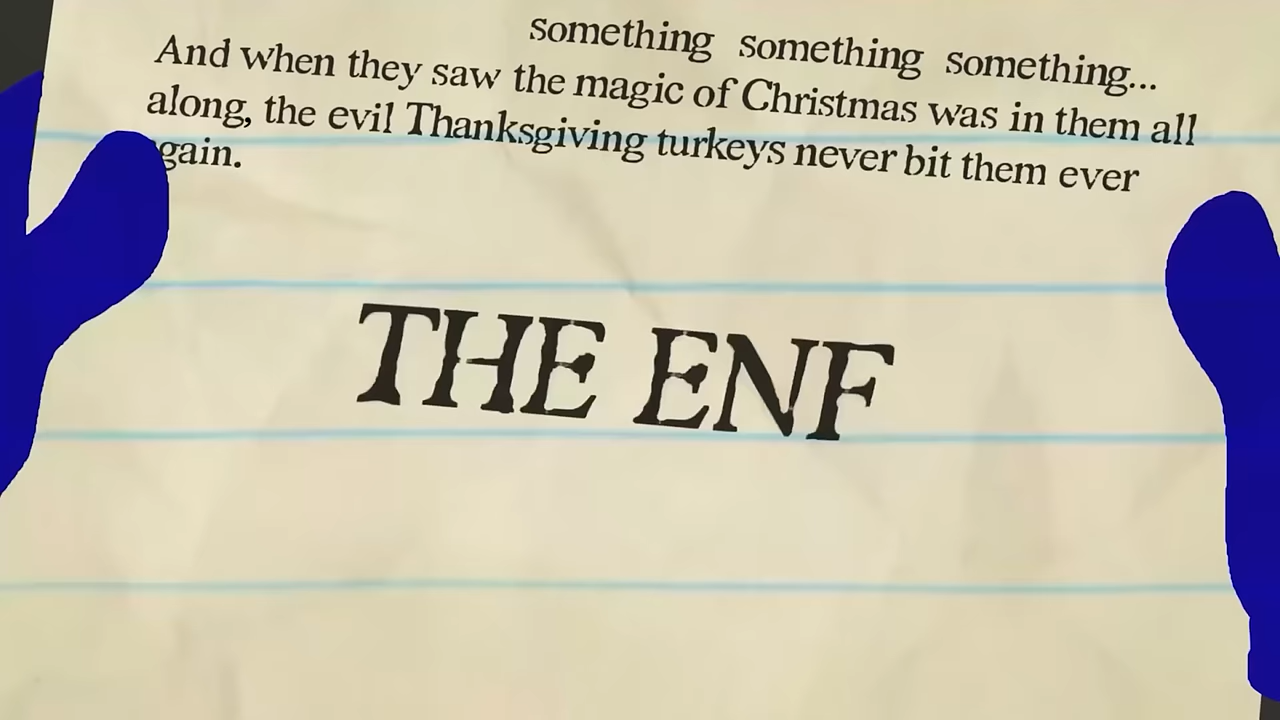 something something something...
And when they saw the magic of Christmas was in them all
along, the evil Thanksgiving turkeys never bit them ever
gain.
THE ENF